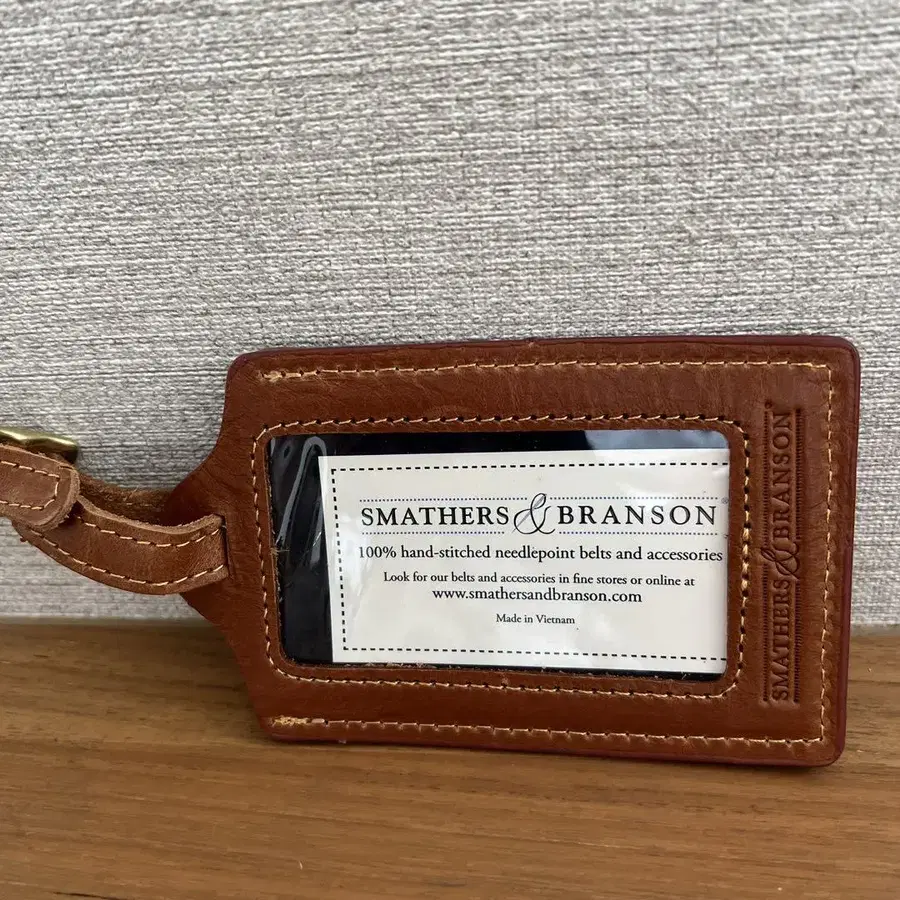 SMATHERS & BRANSON
100% hand-stitched needlepoint belts and accessories
Look for our belts and accessories in fine stores or online at
www.smathersandbranson.com
Made in Vietnam
SMATHERS & BRANSON